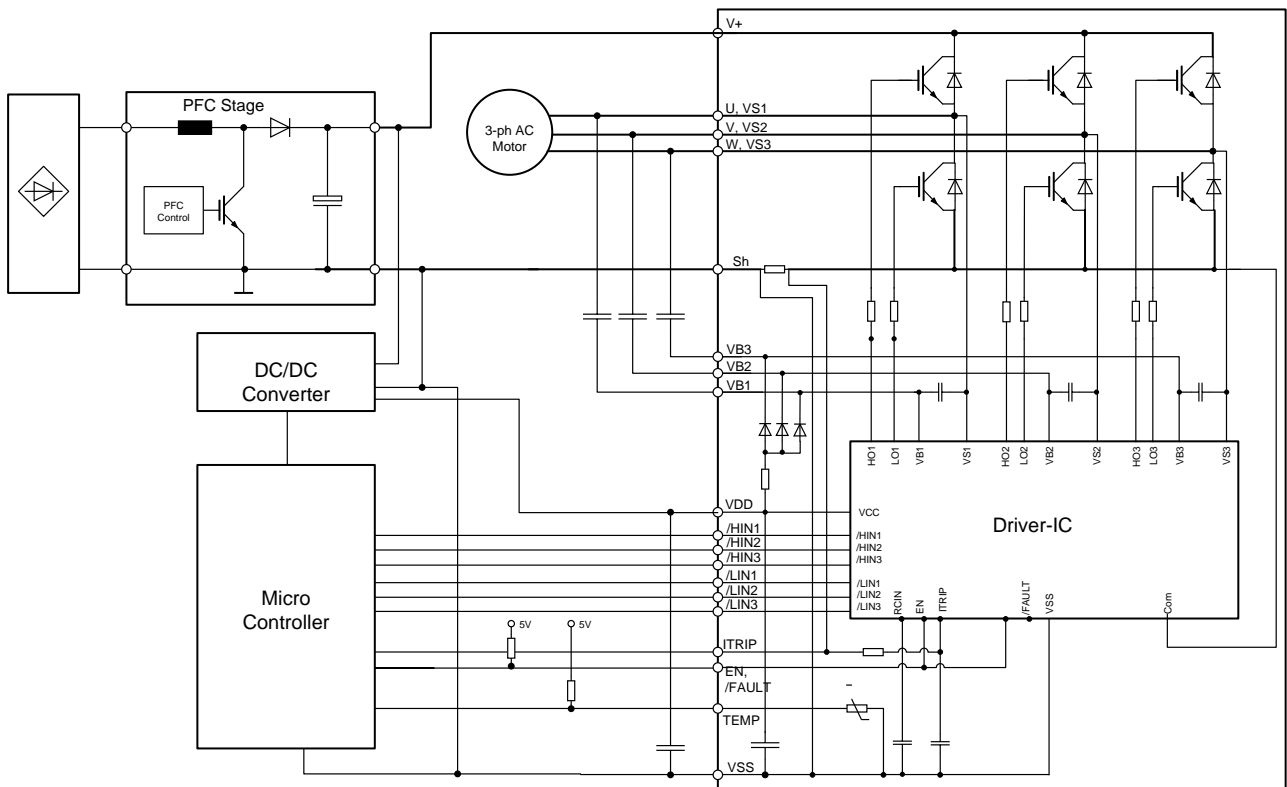 V+
PFC Stage
PFC
Control
3-ph AC
Motor
U, VS1
V, VS2
W, VS3
Sh
DC/DC
Converter
VB3
VB2
VB1
HO1
LO1
VB1
VS1
HO2
LO2
VB2
VS2
HO3
LO3
VB3
VS3
VDD
VCC
Driver-IC
/HIN1
/HIN2
/HIN3
/LIN1
/LIN2
/LIN3
/HIN1
/HIN2
/HIN3
/LIN1
/LIN2
/LIN3
RCIN
EN
ITRIP
/FAULT
VSS
Com
Micro
Controller
5V
5V
ITRIP
EN,
/FAULT
TEMP
-
VSS